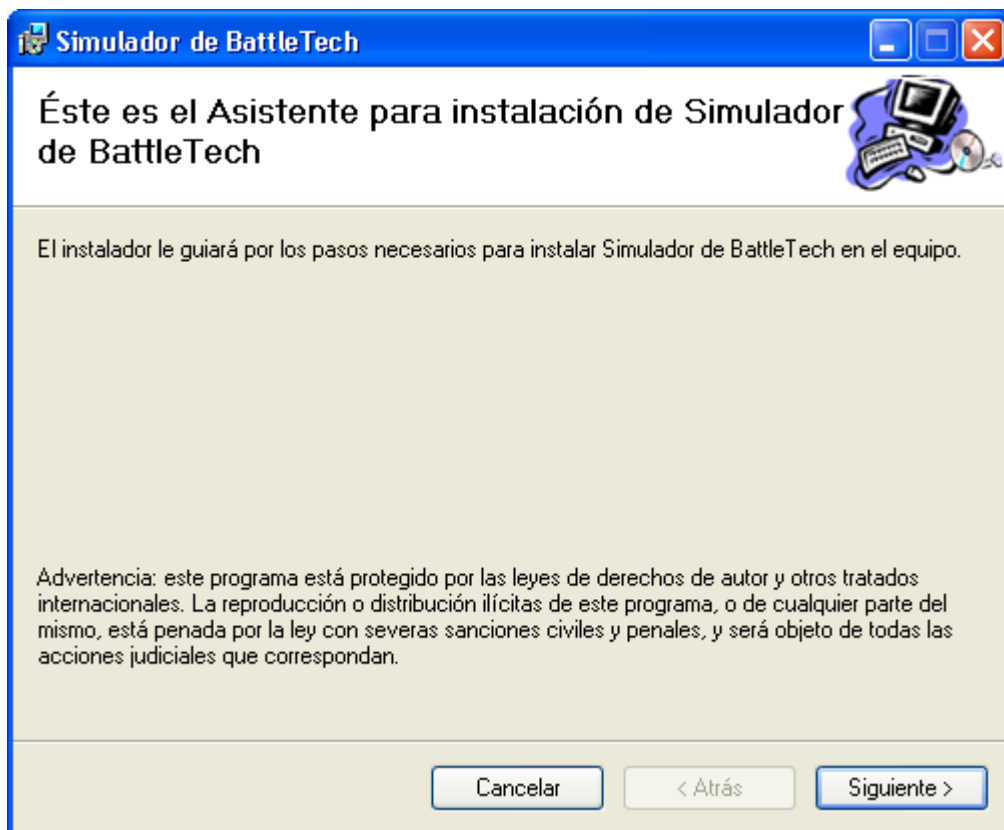 Simulador de BattleTech
Éste es el Asistente para instalación de Simulador
de BattleTech
El instalador le guiará por los pasos necesarios para instalar Simulador de BattleTech en el equipo.
Advertencia: este programa está protegido por las leyes de derechos de autor y otros tratados
internacionales. La reproducción o distribución ilícitas de este programa, o de cualquier parte del
mismo, está penada por la ley con severas sanciones civiles y penales, y será objeto de todas las
acciones judiciales que correspondan.
Cancelar
< Atrás
Siguiente >